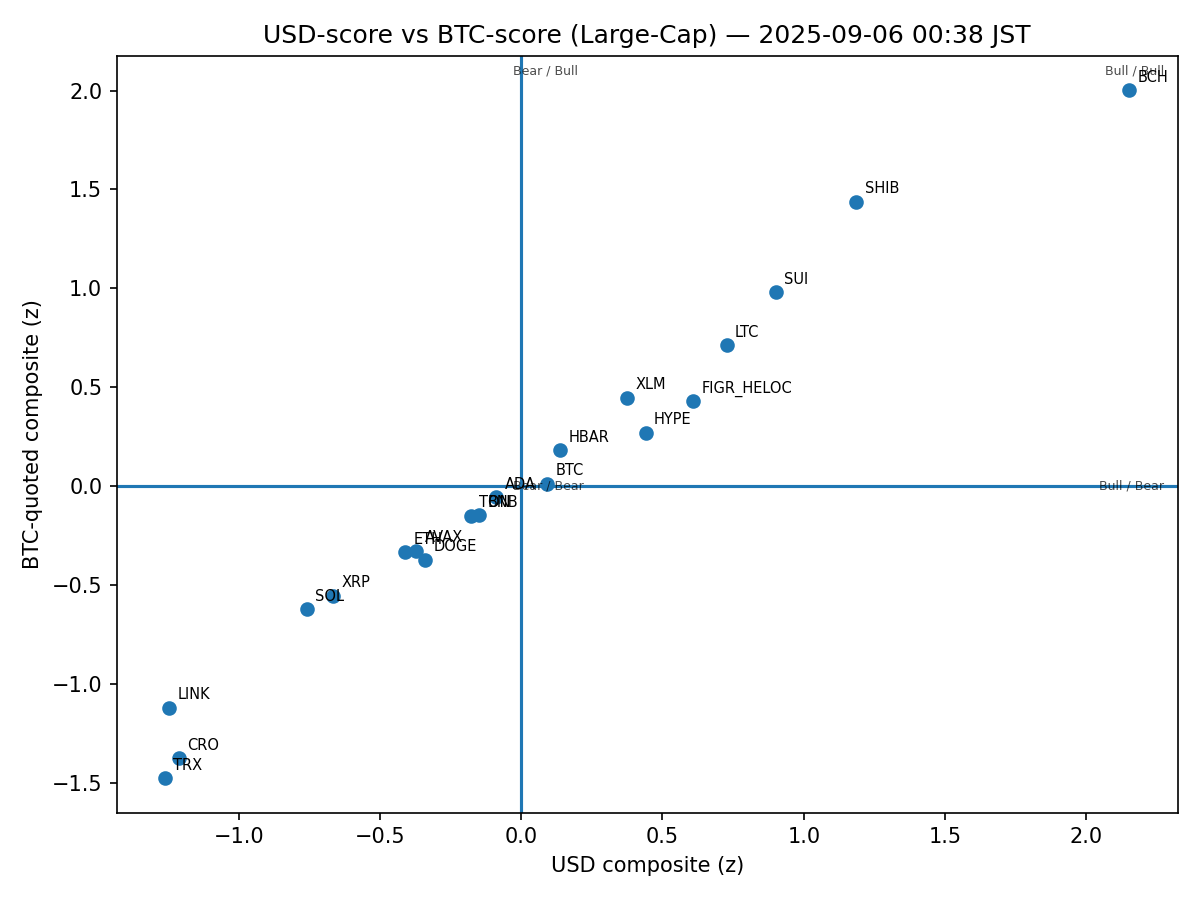 USD-score vs BTC-score (Large-Cap) — 2025-09-06 00:38 JST
Bear / Bull
Bull / Bull
BCH
2.0
SHIB
1.5
SUI
1.0
LTC
XLM
FIGR_HELOC
0.5
HYPE
HBAR
BTC
ADA
0.0
Bear / Bear
Bull / Bear
BNB
ETH
AVAX
DOGE
−0.5
XRP
SOL
−1.0
LINK
CRO
TRX
−1.5
−1.0
−0.5
0.0
0.5
1.0
1.5
2.0
USD composite (z)
BTC-quoted composite (z)